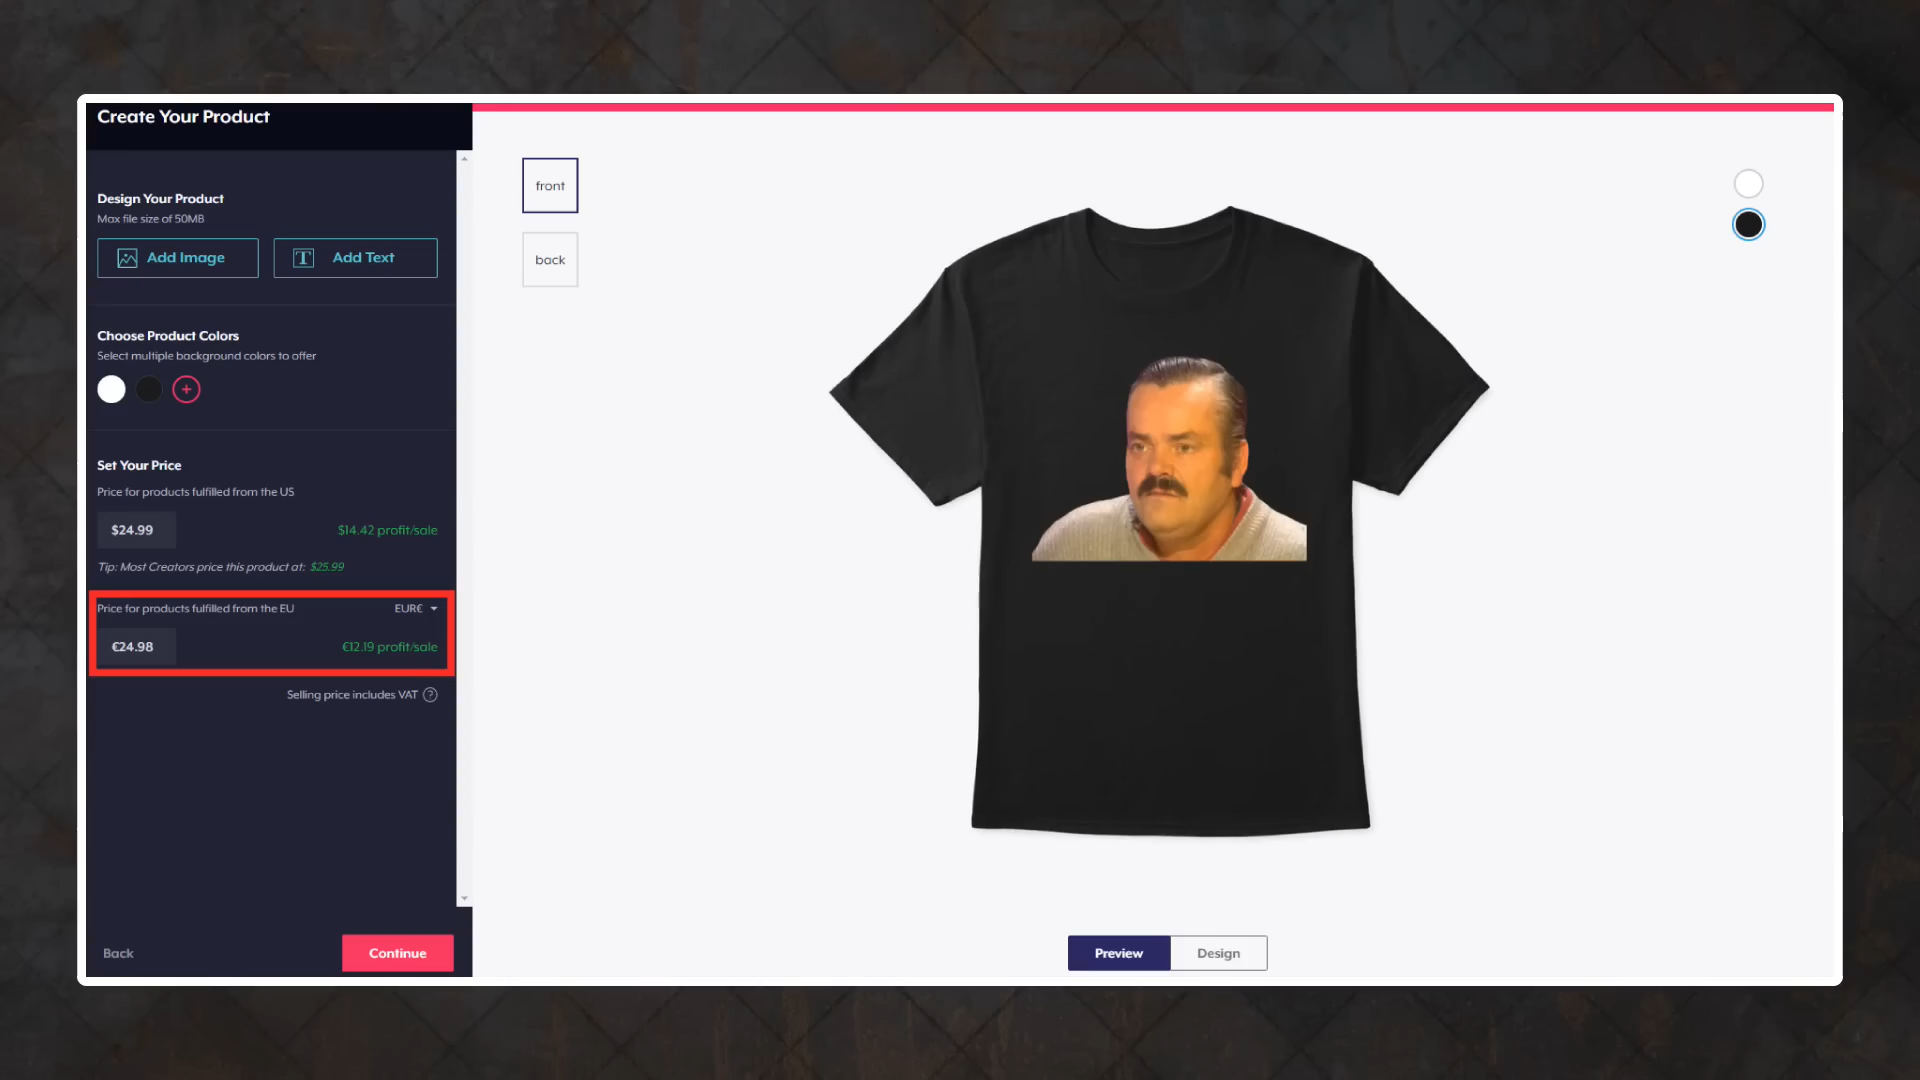 Create Your Product
Design Your Product
Max file size of 50MB
Add Image
Add Text
Choose Product Colors
Select multiple background colors to offer
Set Your Price
Price for products fulfilled from the US
$24.99 $14.42 profit/sale
Tip: Most Creators price this product at: $25.99
Price for products fulfilled from the EU EUR€
€24.98 €12.19 profit/sale
Selling price includes VAT ?
Back
Continue
front
back
Preview
Design